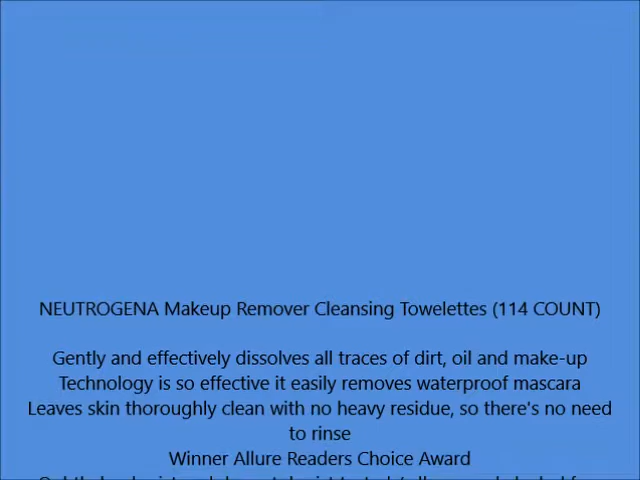 NEUTROGENA Makeup Remover Cleansing Towelettes (114 COUNT)
Gently and effectively dissolves all traces of dirt, oil and make-up
Technology is so effective it easily removes waterproof mascara
Leaves skin thoroughly clean with no heavy residue, so there's no need
to rinse
Winner Allure Readers Choice Award